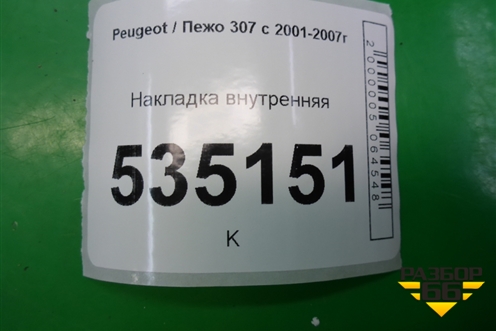 Peugeot / Пежо 307 с 2001-2007г
Накладка внутренняя
535151
К
2000005064548
РАЗБОР
66